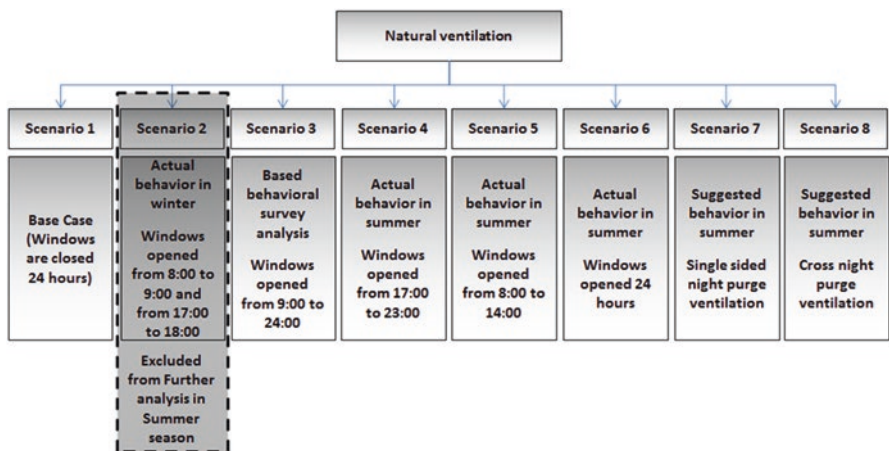 Natural ventilation
Scenario 1
Scenario 2
Scenario 3
Scenario 4
Scenario 5
Scenario 6
Scenario 7
Scenario 8
Base Case
(Windows
are closed
24 hours)
Actual
behavior in
winter
Windows
opened
from 8:00 to
9:00 and
from 17:00
to 18:00
Excluded
from Further
analysis in
Summer
season
Based
behavioral
survey
analysis
Windows
opened
from 9:00 to
24:00
Actual
behavior in
summer
Windows
opened
from 17:00
to 23:00
Actual
behavior in
summer
Windows
opened
from 8:00 to
14:00
Actual
behavior in
summer
Windows
opened 24
hours
Suggested
behavior in
summer
Single sided
night purge
ventilation
Suggested
behavior in
summer
Cross night
purge
ventilation